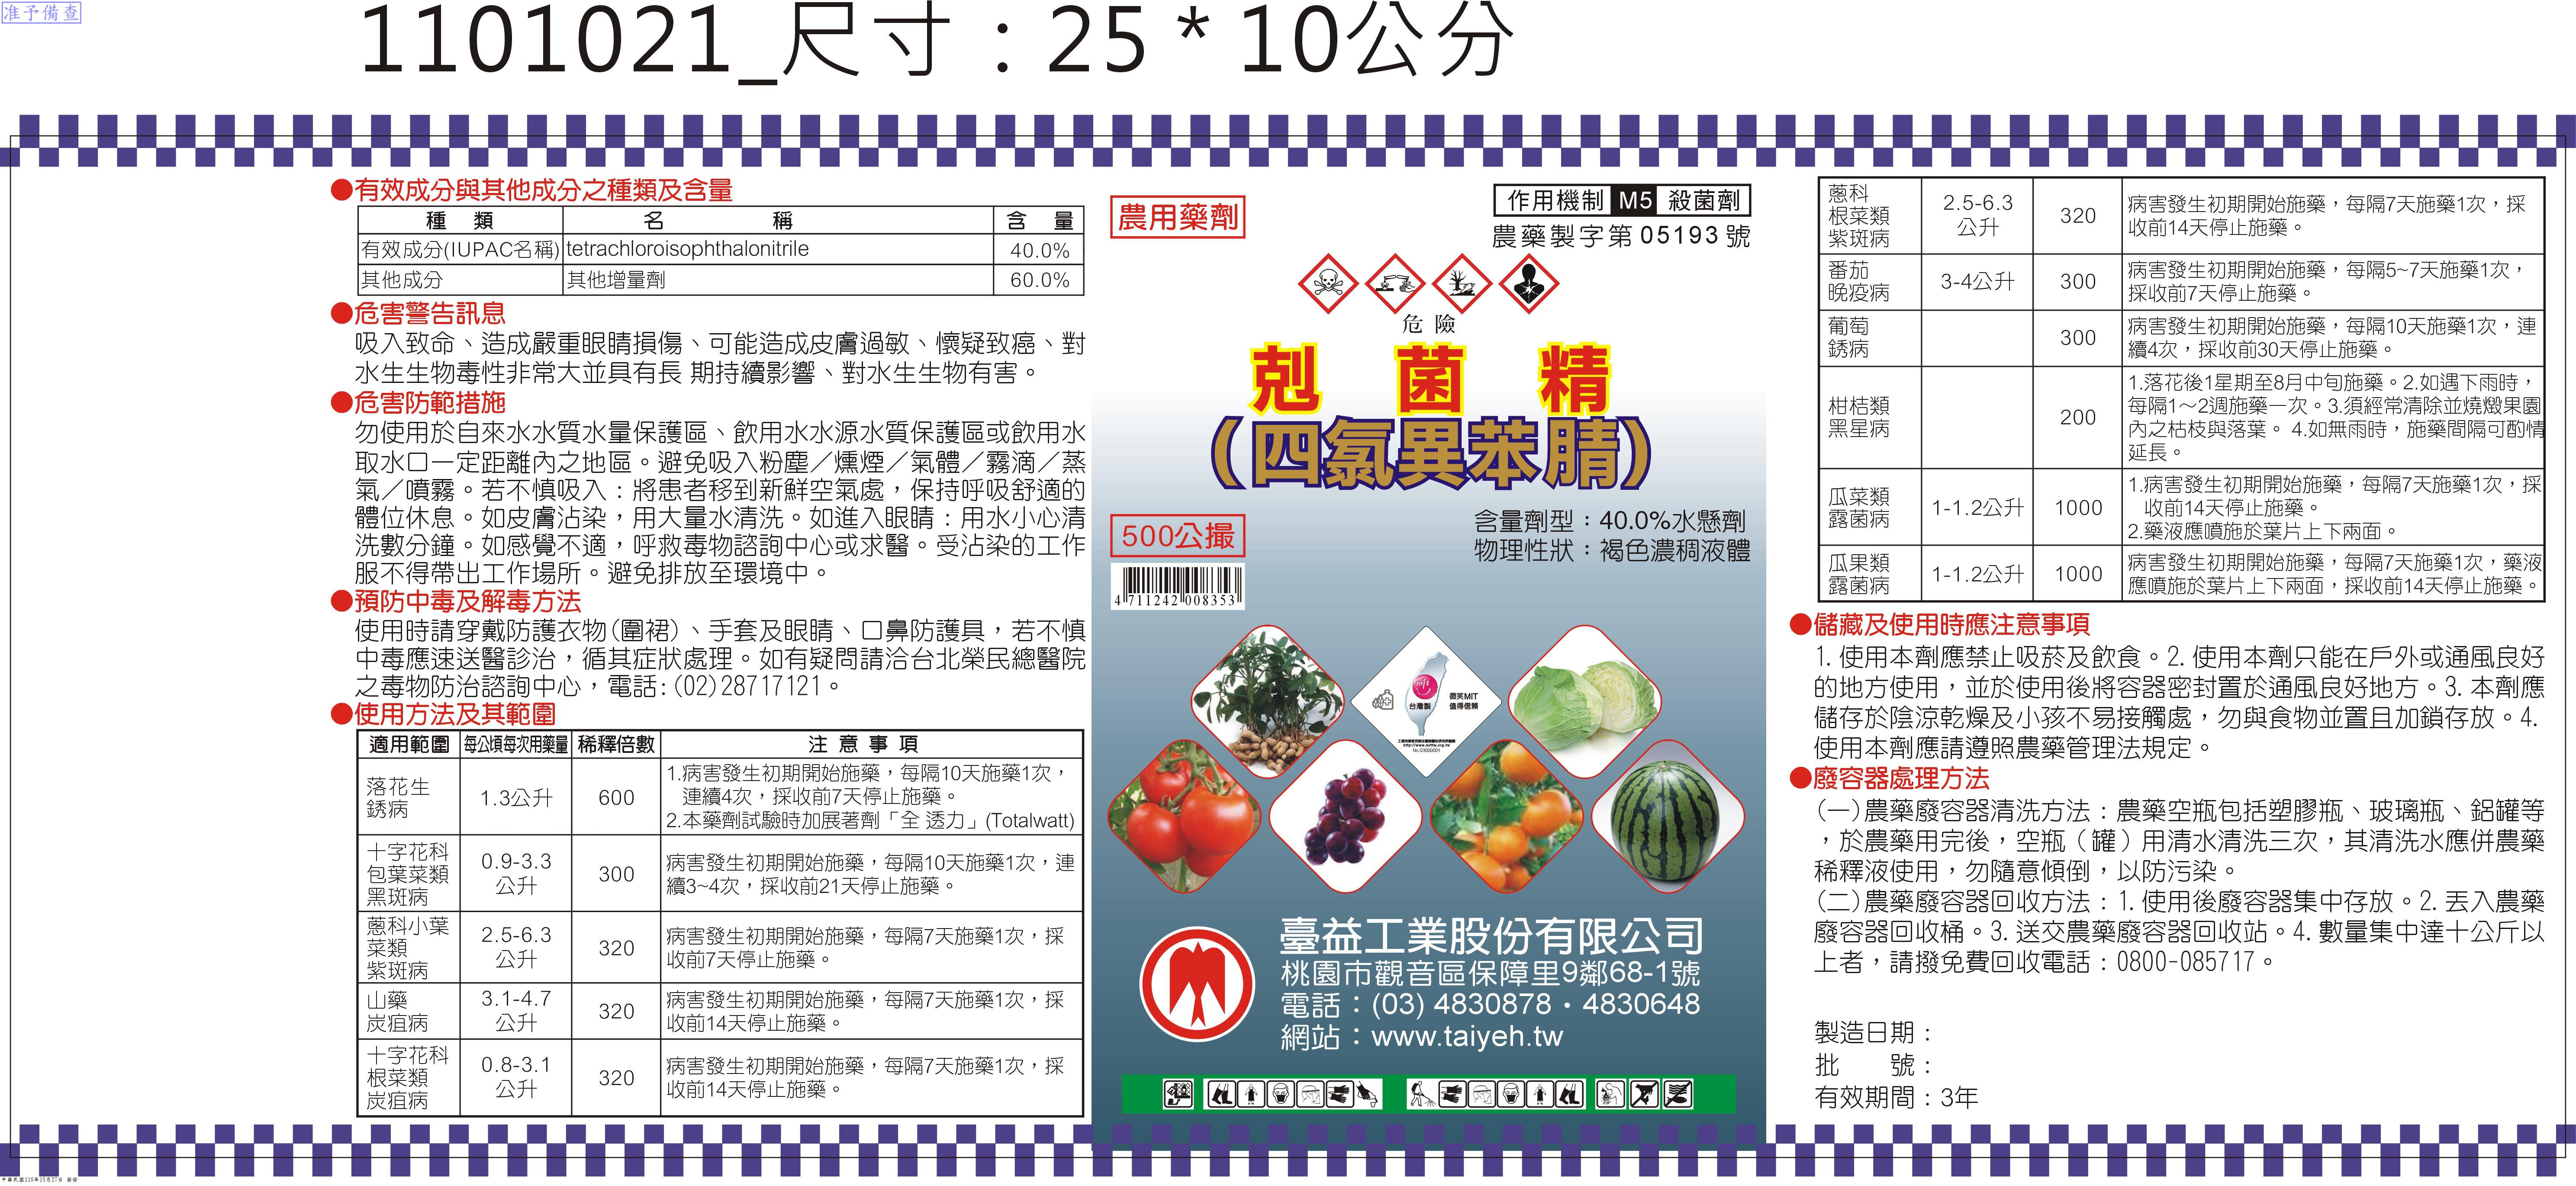 准予備查
1101021_尺寸：25*10公分
●有效成分與其他成分之種類及含量
種 類 名 稱 含 量
有效成分(IUPAC名稱) tetrachloroisophthalonitrile 40.0%
其他成分 其他增量劑 60.0%
●危害警告訊息
吸入致命、造成嚴重眼睛損傷、可能造成皮膚過敏、懷疑致癌、對
水生生物毒性非常大並具有長 期持續影響、對水生生物有害。
●危害防範措施
勿使用於自來水水質水量保護區、飲用水水源水質保護區或飲用水
取水口一定距離內之地區。避免吸入粉塵／燻煙／氣體／霧滴／蒸
氣／噴霧。若不慎吸入：將患者移到新鮮空氣處，保持呼吸舒適的
體位休息。如皮膚沾染，用大量水清洗。如進入眼睛：用水小心清
洗數分鐘。如感覺不適，呼救毒物諮詢中心或求醫。受沾染的工作
服不得帶出工作場所。避免排放至環境中。
●預防中毒及解毒方法
使用時請穿戴防護衣物(圍裙)、手套及眼睛、口鼻防護具，若不慎
中毒應速送醫診治，循其症狀處理。如有疑問請洽台北榮民總醫院
之毒物防治諮詢中心，電話:(02)28717121。
●使用方法及其範圍
適用範圍 每公頃每次用藥量 稀釋倍數 注 意 事 項
落花生
銹病
1.3公升
600
1.病害發生初期開始施藥，每隔10天施藥1次，
連續4次，採收前7天停止施藥。
2.本藥劑試驗時加展著劑「全 透力」(Totalwatt)
十字花科
包葉菜類
黑斑病
0.9-3.3
公升
300
病害發生初期開始施藥，每隔10天施藥1次，連
續3~4次，採收前21天停止施藥。
蔥科小葉
菜類
紫斑病
2.5-6.3
公升
320
病害發生初期開始施藥，每隔7天施藥1次，採
收前7天停止施藥。
山藥
炭疽病
3.1-4.7
公升
320
病害發生初期開始施藥，每隔7天施藥1次，採
收前14天停止施藥。
十字花科
根菜類
炭疽病
0.8-3.1
公升
320
病害發生初期開始施藥，每隔7天施藥1次，採
收前14天停止施藥。
農用藥劑
作用機制 M5 殺菌劑
農藥製字第05193號
危 險
剋 菌 精
(四氯異苯腈)
500公撮
含量劑型：40.0%水懸劑
物理性狀：褐色濃稠液體
4 711242 008353
微笑MIT
值得信賴
台灣製
http://www.mittw.org.tw
No.03000001
臺益工業股份有限公司
桃園市觀音區保障里9鄰68-1號
電話：(03) 4830878・4830648
網站：www.taiyeh.tw
蔥科
根菜類
紫斑病
2.5-6.3
公升
320
病害發生初期開始施藥，每隔7天施藥1次，採
收前14天停止施藥。
番茄
晚疫病
3-4公升
300
病害發生初期開始施藥，每隔5~7天施藥1次，
採收前7天停止施藥。
葡萄
銹病
300
病害發生初期開始施藥，每隔10天施藥1次，連
續4次，採收前30天停止施藥。
柑桔類
黑星病
200
1.落花後1星期至8月中旬施藥。2.如遇下雨時，
每隔1～2週施藥一次。3.須經常清除並燒燬果園
內之枯枝與落葉。 4.如無雨時，施藥間隔可酌情
延長。
瓜菜類
露菌病
1-1.2公升
1000
1.病害發生初期開始施藥，每隔7天施藥1次，採
收前14天停止施藥。
2.藥液應噴施於葉片上下兩面。
瓜果類
露菌病
1-1.2公升
1000
病害發生初期開始施藥，每隔7天施藥1次，藥液
應噴施於葉片上下兩面，採收前14天停止施藥。
●儲藏及使用時應注意事項
1.使用本劑應禁止吸菸及飲食。2.使用本劑只能在戶外或通風良好
的地方使用，並於使用後將容器密封置於通風良好地方。3.本劑應
儲存於陰涼乾燥及小孩不易接觸處，勿與食物並置且加鎖存放。4.
使用本劑應請遵照農藥管理法規定。
●廢容器處理方法
(一)農藥廢容器清洗方法：農藥空瓶包括塑膠瓶、玻璃瓶、鋁罐等
，於農藥用完後，空瓶（罐）用清水清洗三次，其清洗水應併農藥
稀釋液使用，勿隨意傾倒，以防污染。
(二)農藥廢容器回收方法：1.使用後廢容器集中存放。2.丟入農藥
廢容器回收桶。3.送交農藥廢容器回收站。4.數量集中達十公斤以
上者，請撥免費回收電話：0800-085717。
製造日期：
批 號：
有效期間：3年
中華民國110年10月27日